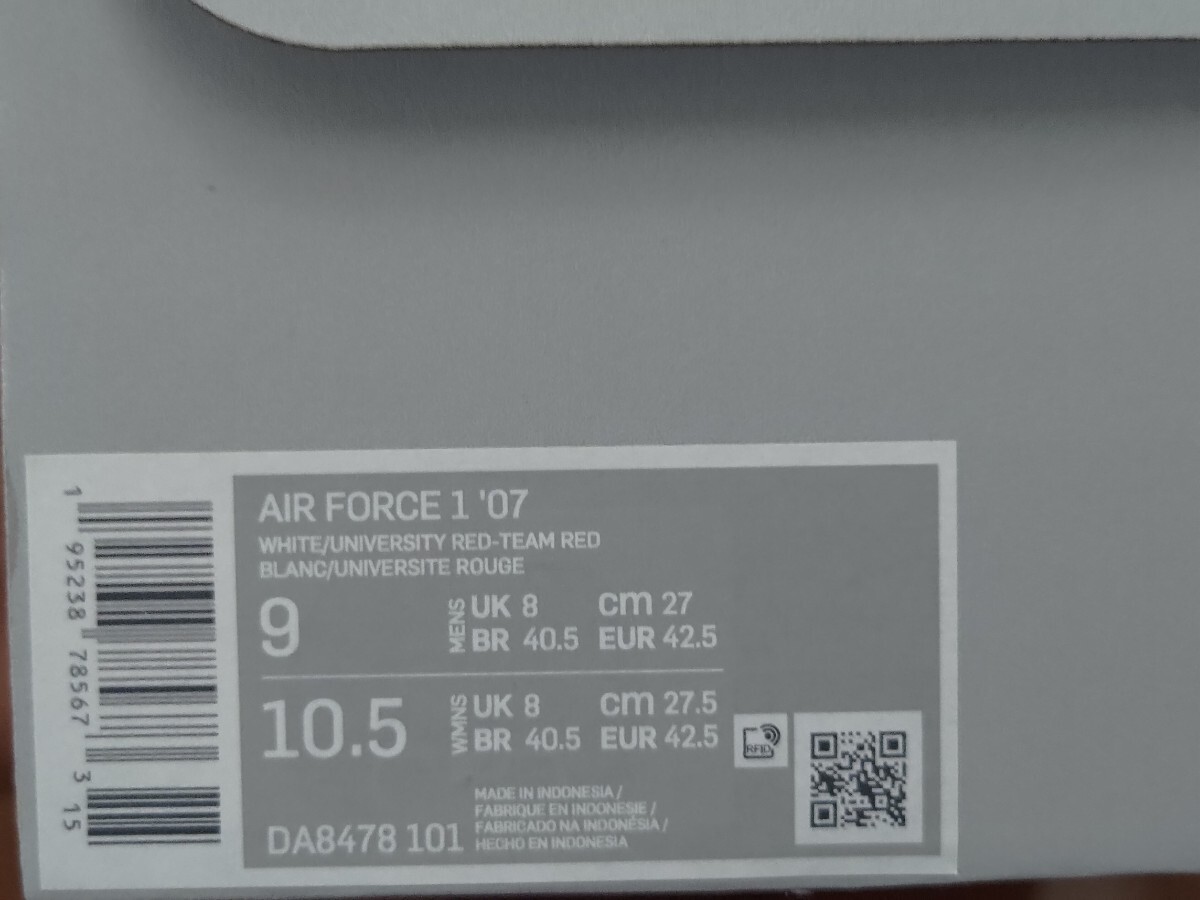 AIR FORCE 1 '07
WHITE/UNIVERSITY RED-TEAM RED
BLANC/UNIVERSITE ROUGE
9
MENS
UK 8 cm 27
BR 40.5 EUR 42.5
10.5
WMNS
UK 8 cm 27.5
BR 40.5 EUR 42.5
RFID
MADE IN INDONESIA /
FABRIQUE EN INDONESIE /
FABRICADO NA INDONÉSIA /
HECHO EN INDONESIA
DA8478 101
1 95238 78567 3 15